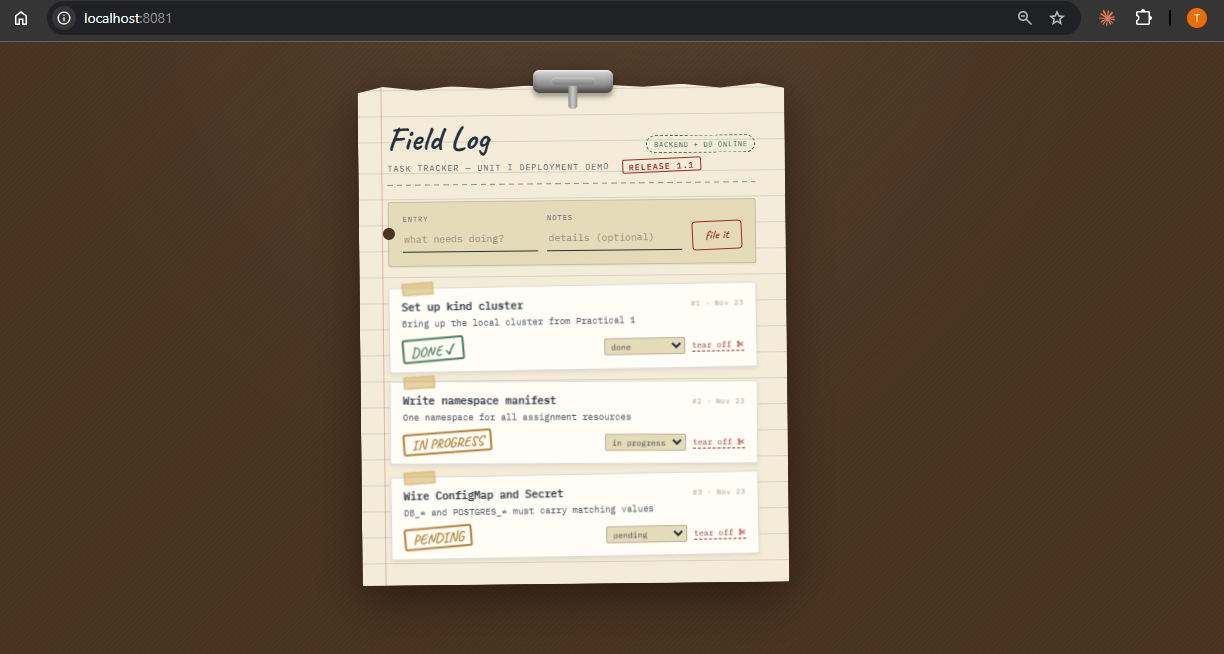 localhost:8081
T
Field Log
BACKEND + DB ONLINE
TASK TRACKER — UNIT I DEPLOYMENT DEMO
RELEASE 1.1
ENTRY
NOTES
what needs doing?
details (optional)
file it
Set up kind cluster
#1 · Nov 23
Bring up the local cluster from Practical 1
DONE ✓
done
tear off ✂
Write namespace manifest
#2 · Nov 23
One namespace for all assignment resources
IN PROGRESS
in progress
tear off ✂
Wire ConfigMap and Secret
#3 · Nov 23
DB_* and POSTGRES_* must carry matching values
PENDING
pending
tear off ✂